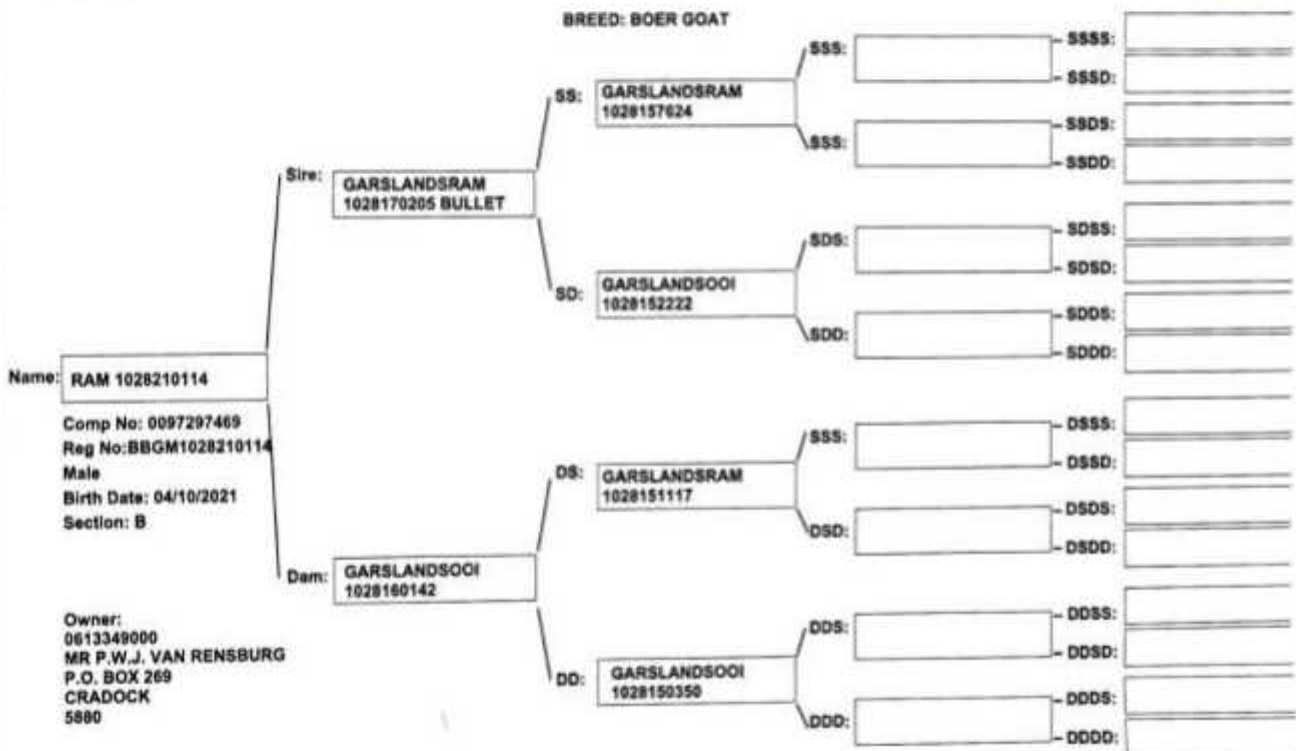 BREED: BOER GOAT
Name: RAM 1028210114
Comp No: 0097297469
Reg No:BBGM1028210114
Male
Birth Date: 04/10/2021
Section: B
Owner:
0613349000
MR P.W.J. VAN RENSBURG
P.O. BOX 269
CRADOCK
5880
Sire: GARSLANDSRAM
1028170205 BULLET
Dam: GARSLANDSOOI
1028160142
SS: GARSLANDSRAM
1028157624
SD: GARSLANDSOOI
1028152222
DS: GARSLANDSRAM
1028151117
DD: GARSLANDSOOI
1028150350
SSS:
SSS:
SDS:
SDD:
SSS:
DSD:
DDS:
DDD:
SSSS:
SSSD:
SSDS:
SSDD:
SDSS:
SDSD:
SDDS:
SDDD:
DSSS:
DSSD:
DSDS:
DSDD:
DDSS:
DDSD:
DDDS:
DDDD: